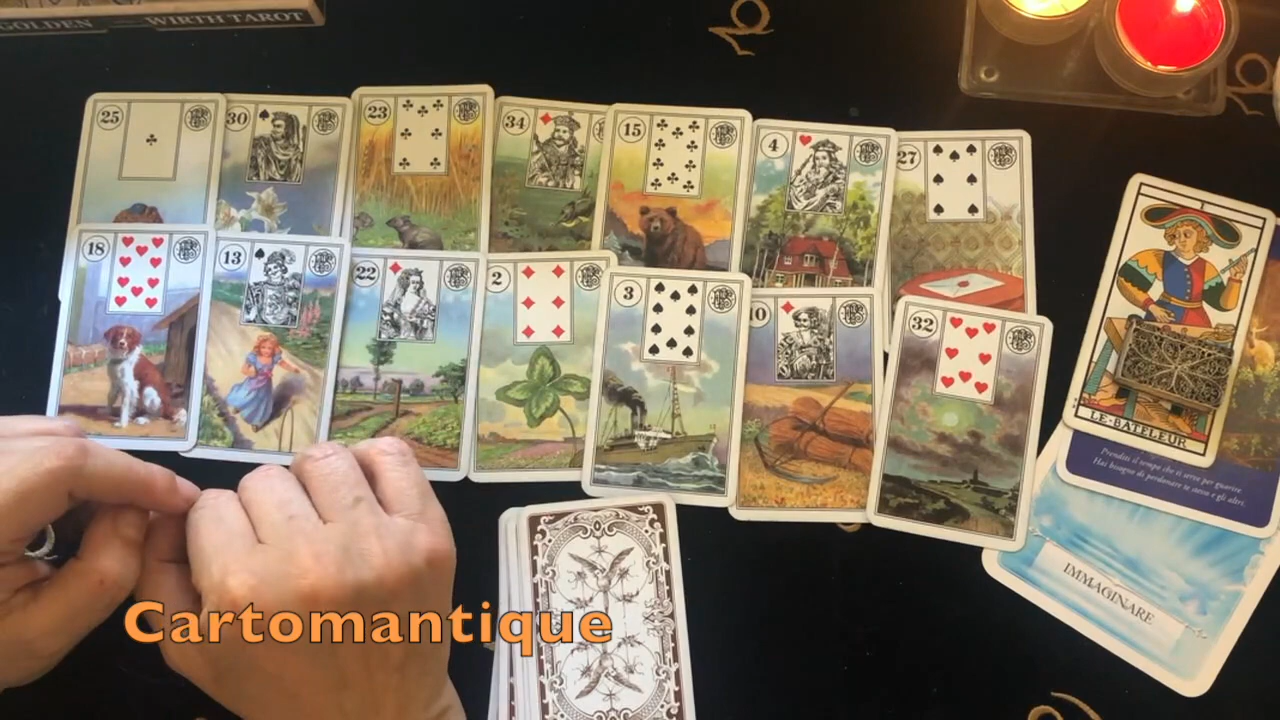 GOLDEN WIRTH TAROT
25
30
23
34
15
4
27
18
13
22
2
3
10
32
LE·BATELEUR
Prenditi il tempo che ti serve per guarire.
Hai bisogno di perdonare te stesso e gli altri.
IMMAGINARE
Cartomantique